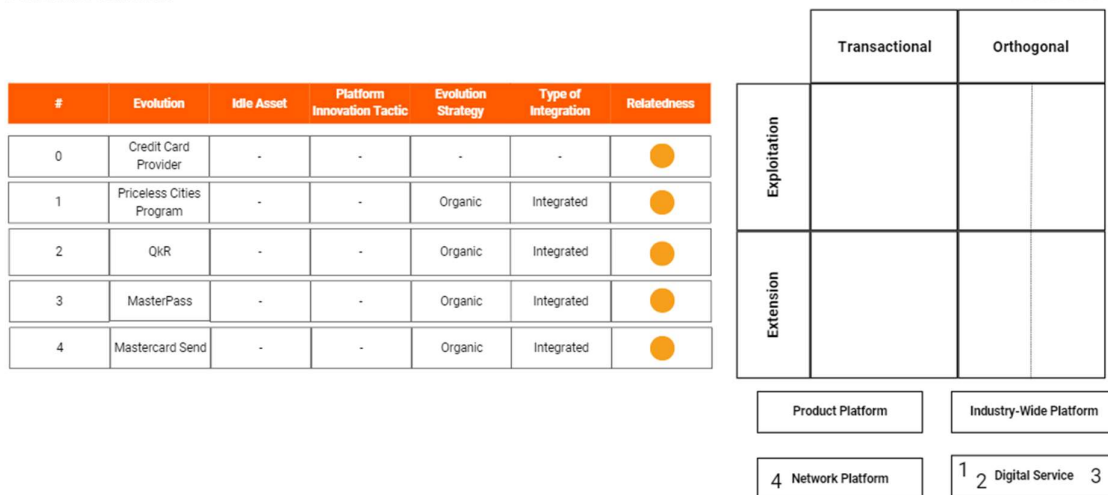 Transactional
Orthogonal
# Evolution Idle Asset Platform Innovation Tactic Evolution Strategy Type of Integration Relatedness
0 Credit Card Provider - - - -
1 Priceless Cities Program - - Organic Integrated
2 QkR - - Organic Integrated
3 MasterPass - - Organic Integrated
4 Mastercard Send - - Organic Integrated
Exploitation
Extension
Product Platform
Industry-Wide Platform
4 Network Platform
1 2 Digital Service 3